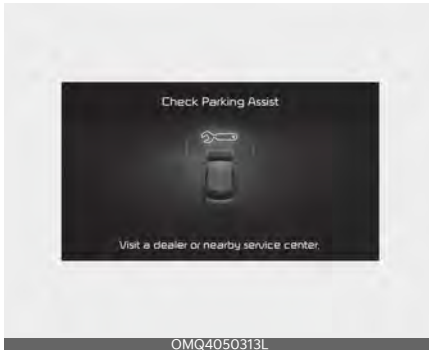 Check Parking Assist
Visit a dealer or nearby service center.
OMQ4050313L